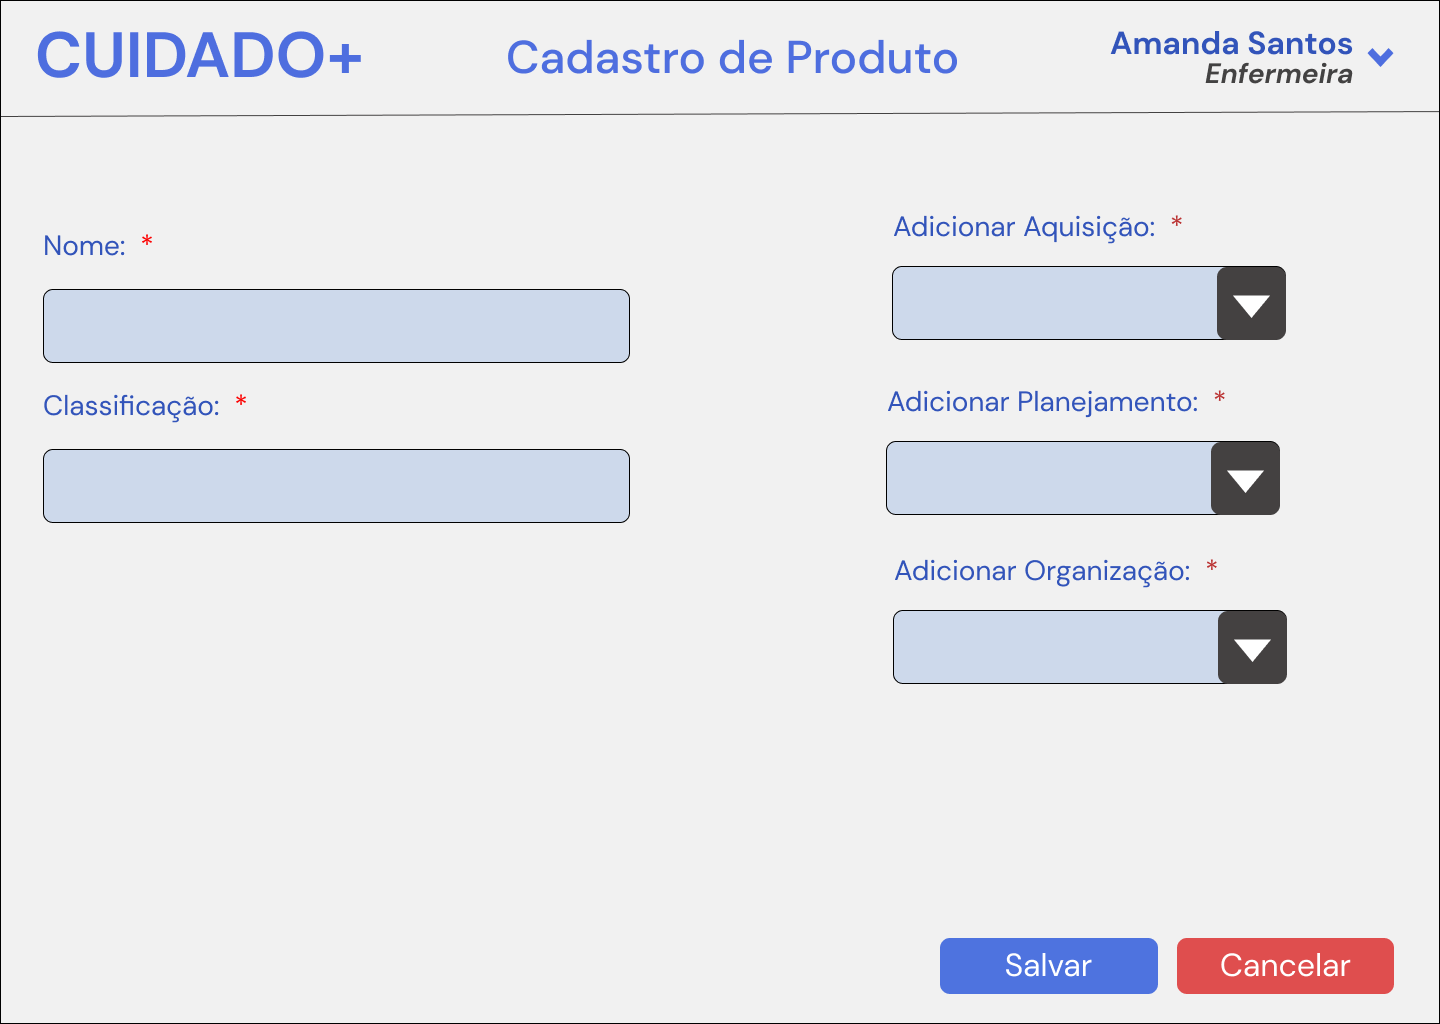 CUIDADO+
Cadastro de Produto
Amanda Santos
Enfermeira
Nome: *
Classificação: *
Adicionar Aquisição: *
Adicionar Planejamento: *
Adicionar Organização: *
Salvar
Cancelar